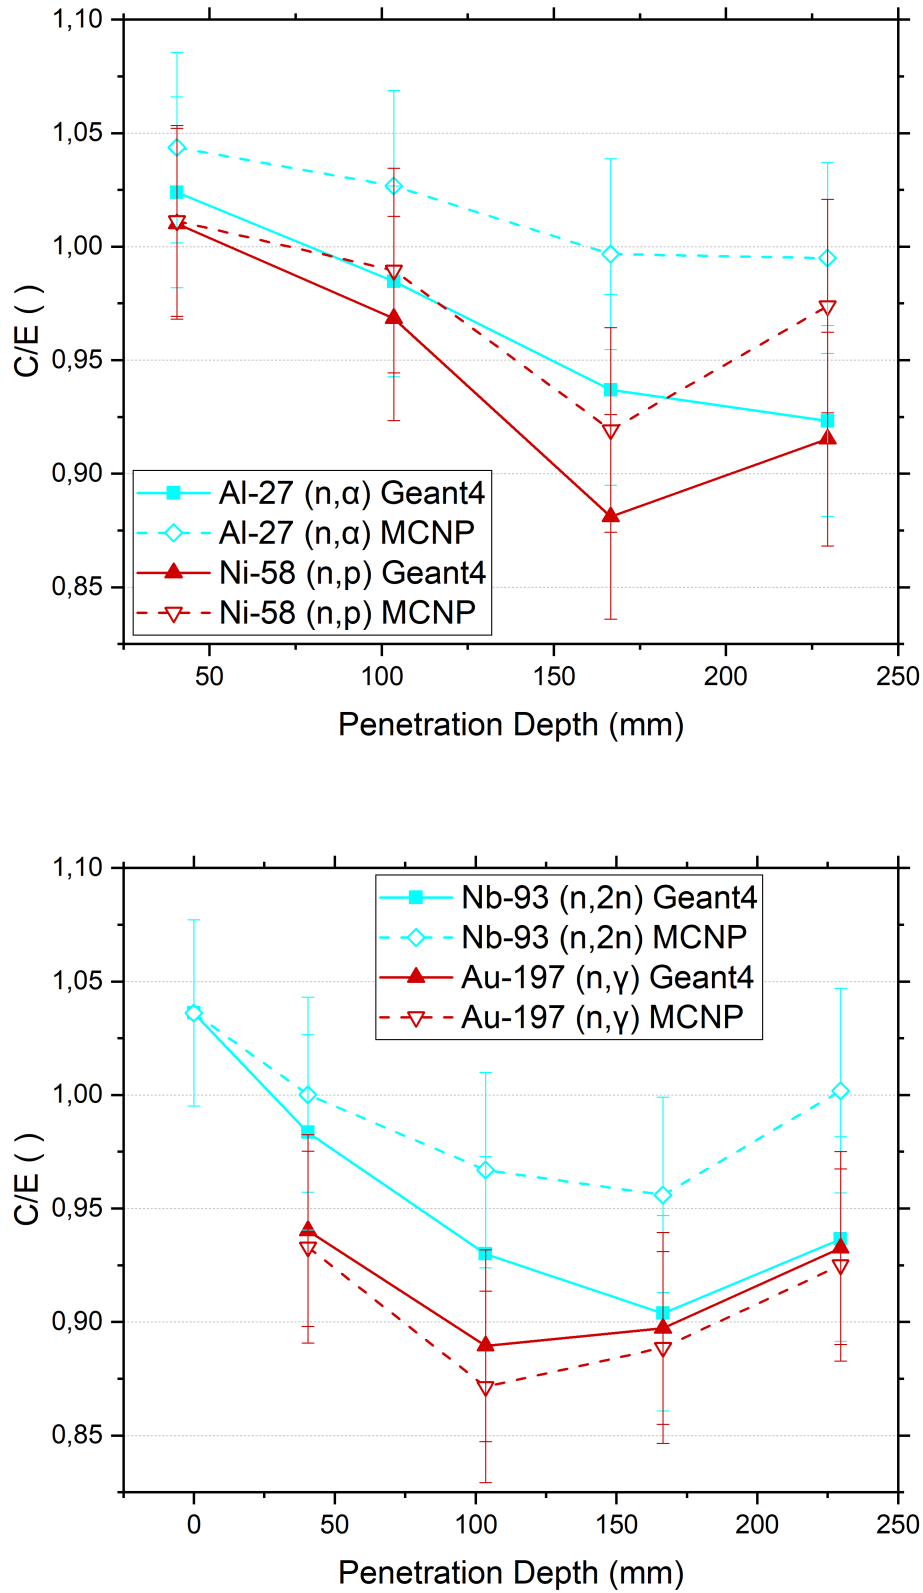 1,10
1,05
1,00
0,95
0,90
0,85
C/E ( )
Al-27 (n,α) Geant4
Al-27 (n,α) MCNP
Ni-58 (n,p) Geant4
Ni-58 (n,p) MCNP
50
100
150
200
250
Penetration Depth (mm)
1,10
1,05
1,00
0,95
0,90
0,85
C/E ( )
Nb-93 (n,2n) Geant4
Nb-93 (n,2n) MCNP
Au-197 (n,γ) Geant4
Au-197 (n,γ) MCNP
0
50
100
150
200
250
Penetration Depth (mm)